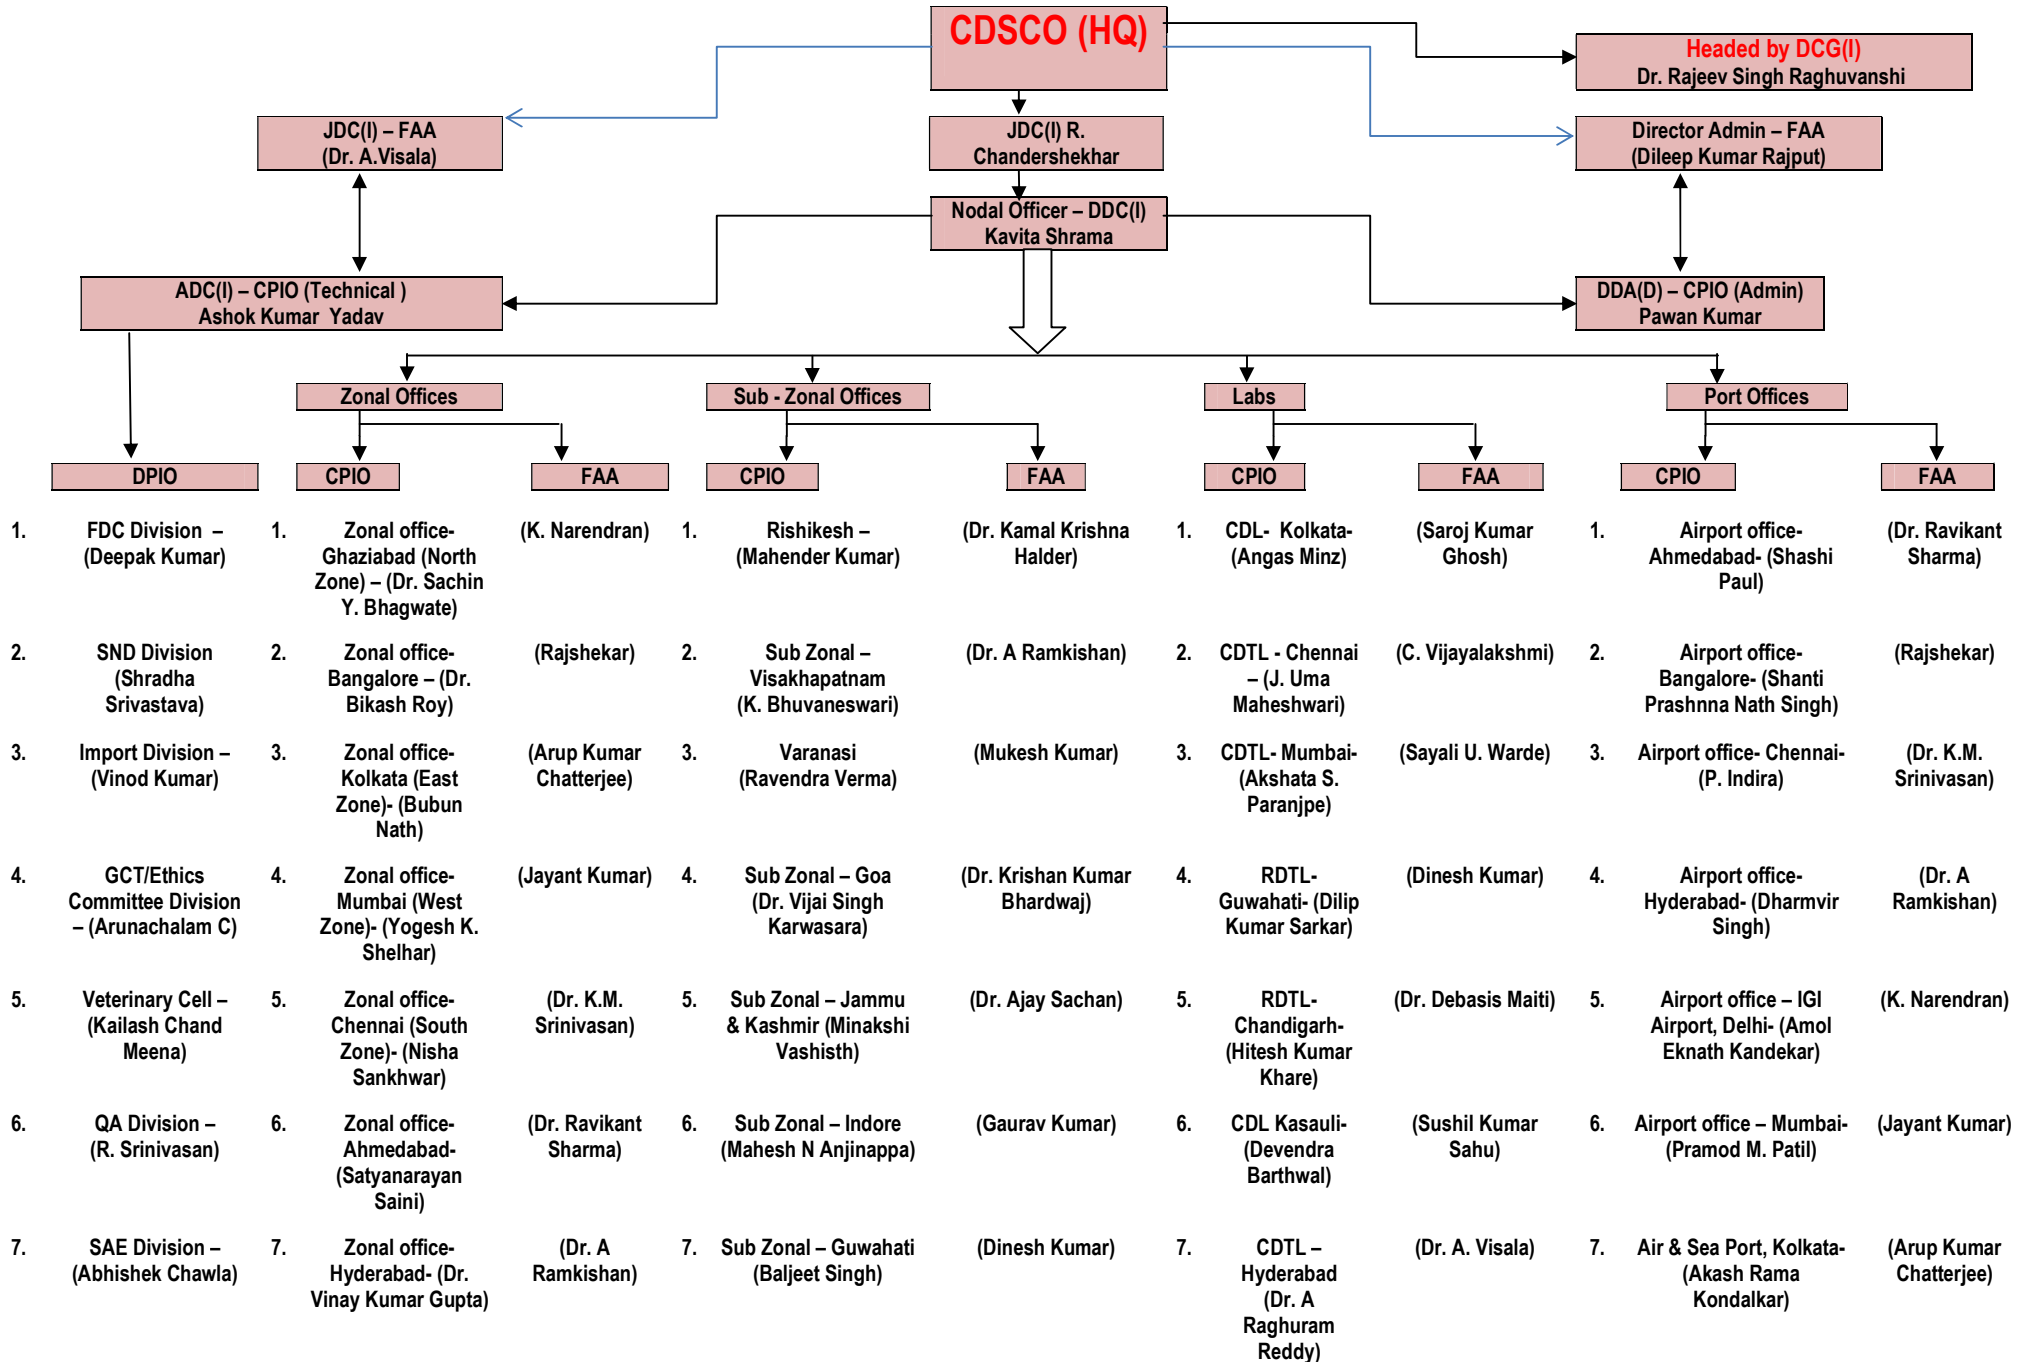 CDSCO (HQ)
Headed by DCG(I)
Dr. Rajeev Singh Raghuvanshi
JDC(I) – FAA
(Dr. A.Visala)
JDC(I) R.
Chandershekhar
Director Admin – FAA
(Dileep Kumar Rajput)
Nodal Officer – DDC(I)
Kavita Shrama
ADC(I) – CPIO (Technical )
Ashok Kumar Yadav
DDA(D) – CPIO (Admin)
Pawan Kumar
Zonal Offices
Sub - Zonal Offices
Labs
Port Offices
DPIO
CPIO
FAA
CPIO
FAA
CPIO
FAA
CPIO
FAA
1.
FDC Division –
(Deepak Kumar)
1.
Zonal office-
Ghaziabad (North
Zone) – (Dr. Sachin
Y. Bhagwate)
(K. Narendran)
1.
Rishikesh –
(Mahender Kumar)
(Dr. Kamal Krishna
Halder)
1.
CDL- Kolkata-
(Angas Minz)
(Saroj Kumar
Ghosh)
1.
Airport office-
Ahmedabad- (Shashi
Paul)
(Dr. Ravikant
Sharma)
2.
SND Division
(Shradha
Srivastava)
2.
Zonal office-
Bangalore – (Dr.
Bikash Roy)
(Rajshekar)
2.
Sub Zonal –
Visakhapatnam
(K. Bhuvaneswari)
(Dr. A Ramkishan)
2.
CDTL - Chennai
– (J. Uma
Maheshwari)
(C. Vijayalakshmi)
2.
Airport office-
Bangalore- (Shanti
Prashnna Nath Singh)
(Rajshekar)
3.
Import Division –
(Vinod Kumar)
3.
Zonal office-
Kolkata (East
Zone)- (Bubun
Nath)
(Arup Kumar
Chatterjee)
3.
Varanasi
(Ravendra Verma)
(Mukesh Kumar)
3.
CDTL- Mumbai-
(Akshata S.
Paranjpe)
(Sayali U. Warde)
3.
Airport office- Chennai-
(P. Indira)
(Dr. K.M.
Srinivasan)
4.
GCT/Ethics
Committee Division
– (Arunachalam C)
4.
Zonal office-
Mumbai (West
Zone)- (Yogesh K.
Shelhar)
(Jayant Kumar)
4.
Sub Zonal – Goa
(Dr. Vijai Singh
Karwasara)
(Dr. Krishan Kumar
Bhardwaj)
4.
RDTL-
Guwahati- (Dilip
Kumar Sarkar)
(Dinesh Kumar)
4.
Airport office-
Hyderabad- (Dharmvir
Singh)
(Dr. A
Ramkishan)
5.
Veterinary Cell –
(Kailash Chand
Meena)
5.
Zonal office-
Chennai (South
Zone)- (Nisha
Sankhwar)
(Dr. K.M.
Srinivasan)
5.
Sub Zonal – Jammu
& Kashmir (Minakshi
Vashisth)
(Dr. Ajay Sachan)
5.
RDTL-
Chandigarh-
(Hitesh Kumar
Khare)
(Dr. Debasis Maiti)
5.
Airport office – IGI
Airport, Delhi- (Amol
Eknath Kandekar)
(K. Narendran)
6.
QA Division –
(R. Srinivasan)
6.
Zonal office-
Ahmedabad-
(Satyanarayan
Saini)
(Dr. Ravikant
Sharma)
6.
Sub Zonal – Indore
(Mahesh N Anjinappa)
(Gaurav Kumar)
6.
CDL Kasauli-
(Devendra
Barthwal)
(Sushil Kumar
Sahu)
6.
Airport office – Mumbai-
(Pramod M. Patil)
(Jayant Kumar)
7.
SAE Division –
(Abhishek Chawla)
7.
Zonal office-
Hyderabad- (Dr.
Vinay Kumar Gupta)
(Dr. A
Ramkishan)
7.
Sub Zonal – Guwahati
(Baljeet Singh)
(Dinesh Kumar)
7.
CDTL –
Hyderabad
(Dr. A
Raghuram
Reddy)
(Dr. A. Visala)
7.
Air & Sea Port, Kolkata-
(Akash Rama
Kondalkar)
(Arup Kumar
Chatterjee)